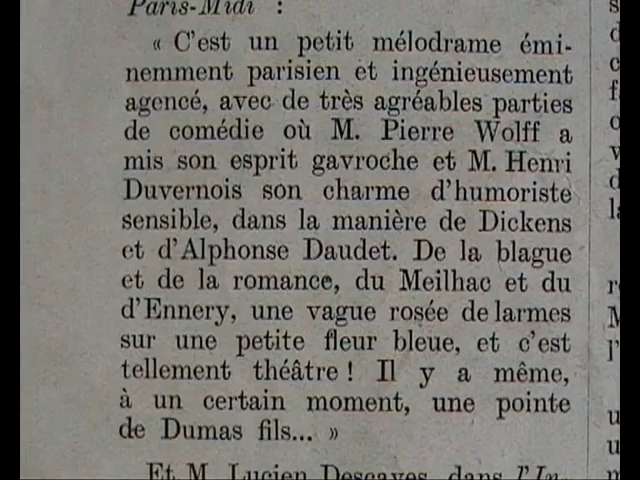 Paris-Midi :
« C'est un petit mélodrame émi-
nemment parisien et ingénieusement
agencé, avec de très agréables parties
de comédie où M. Pierre Wolff a
mis son esprit gavroche et M. Henri
Duvernois son charme d'humoriste
sensible, dans la manière de Dickens
et d'Alphonse Daudet. De la blague
et de la romance, du Meilhac et du
d'Ennery, une vague rosée de larmes
sur une petite fleur bleue, et c'est
tellement théâtre ! Il y a même,
à un certain moment, une pointe
de Dumas fils... »
Et M. Lucien Descaves, dans l'In-